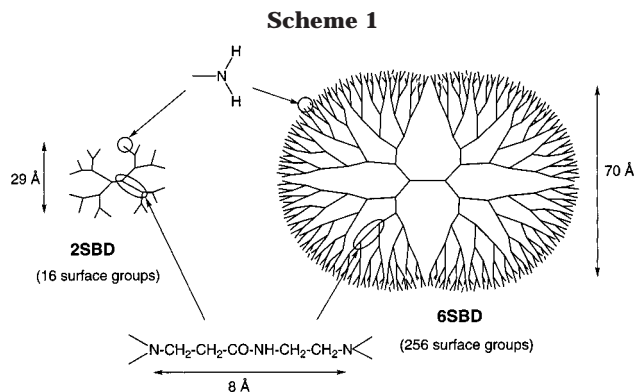 Scheme 1
H
N
H
29 Å
70 Å
2SBD
(16 surface groups)
6SBD
(256 surface groups)
N-CH₂-CH₂-CO-NH-CH₂-CH₂-N
8 Å